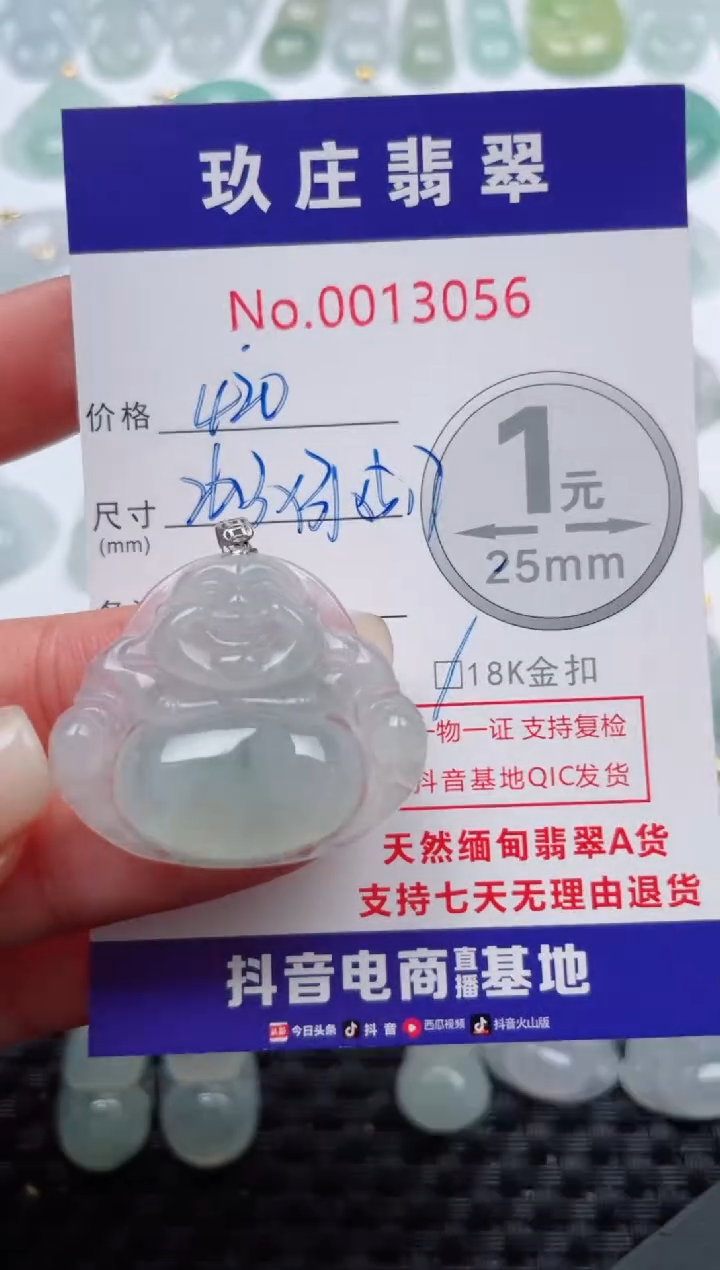 玖庄翡翠
No.0013056
价格 420
尺寸
(mm)
1元
25mm
□18K金扣
一物一证 支持复检
抖音基地QIC发货
天然缅甸翡翠A货
支持七天无理由退货
抖音电商直播基地
头条 今日头条 抖音 西瓜视频 抖音火山版